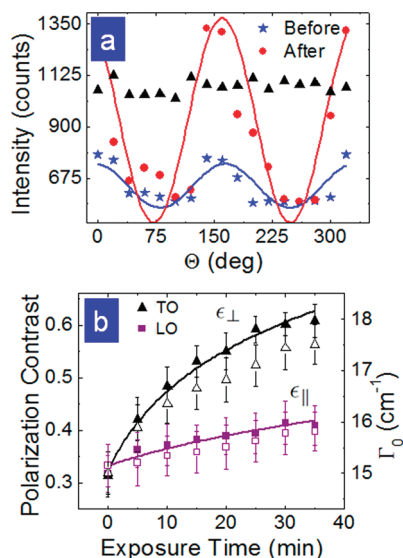 a
Before
After
Intensity (counts)
1350
1125
900
675
0
75
150
225
300
Θ (deg)
b
TO
LO
ϵ⊥
ϵ∥
Polarization Contrast
0.6
0.5
0.4
0.3
18
17
16
15
Γ0 (cm-1)
0
10
20
30
40
Exposure Time (min)